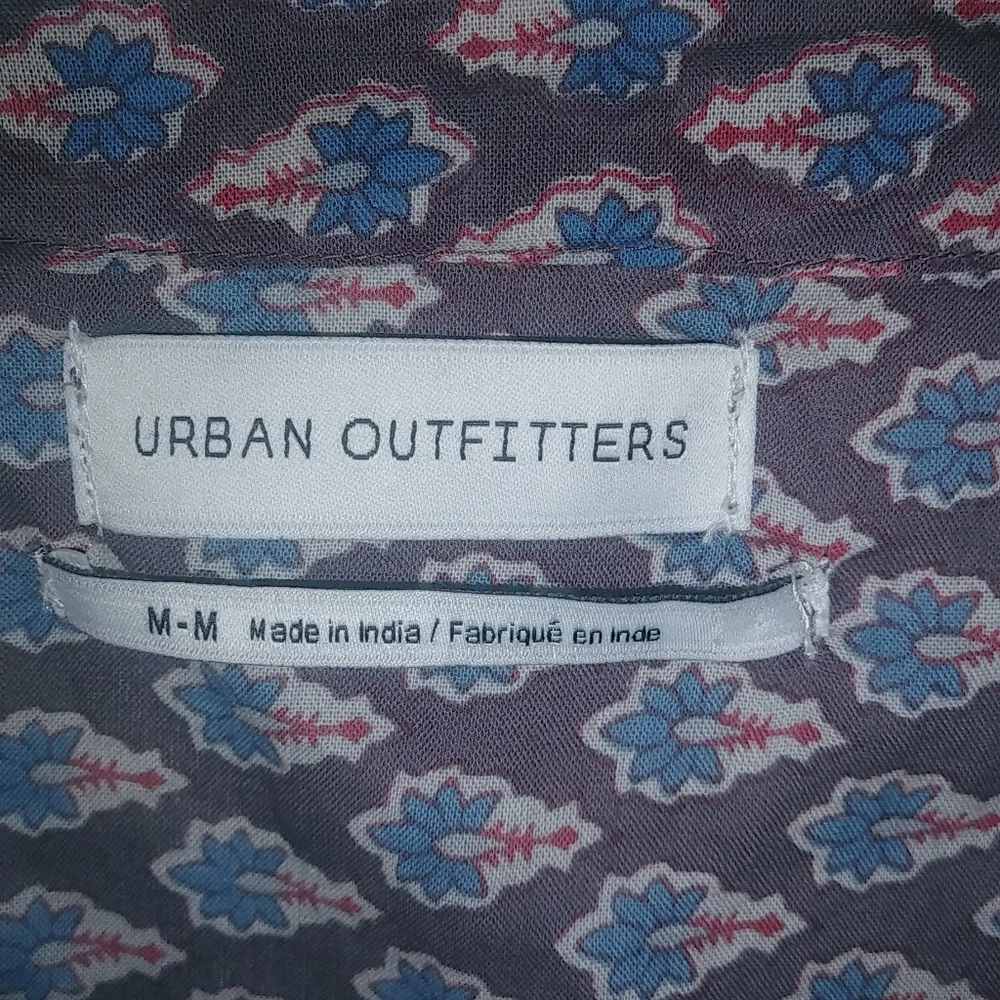 URBAN OUTFITTERS
M-M Made in India / Fabriqué en Inde